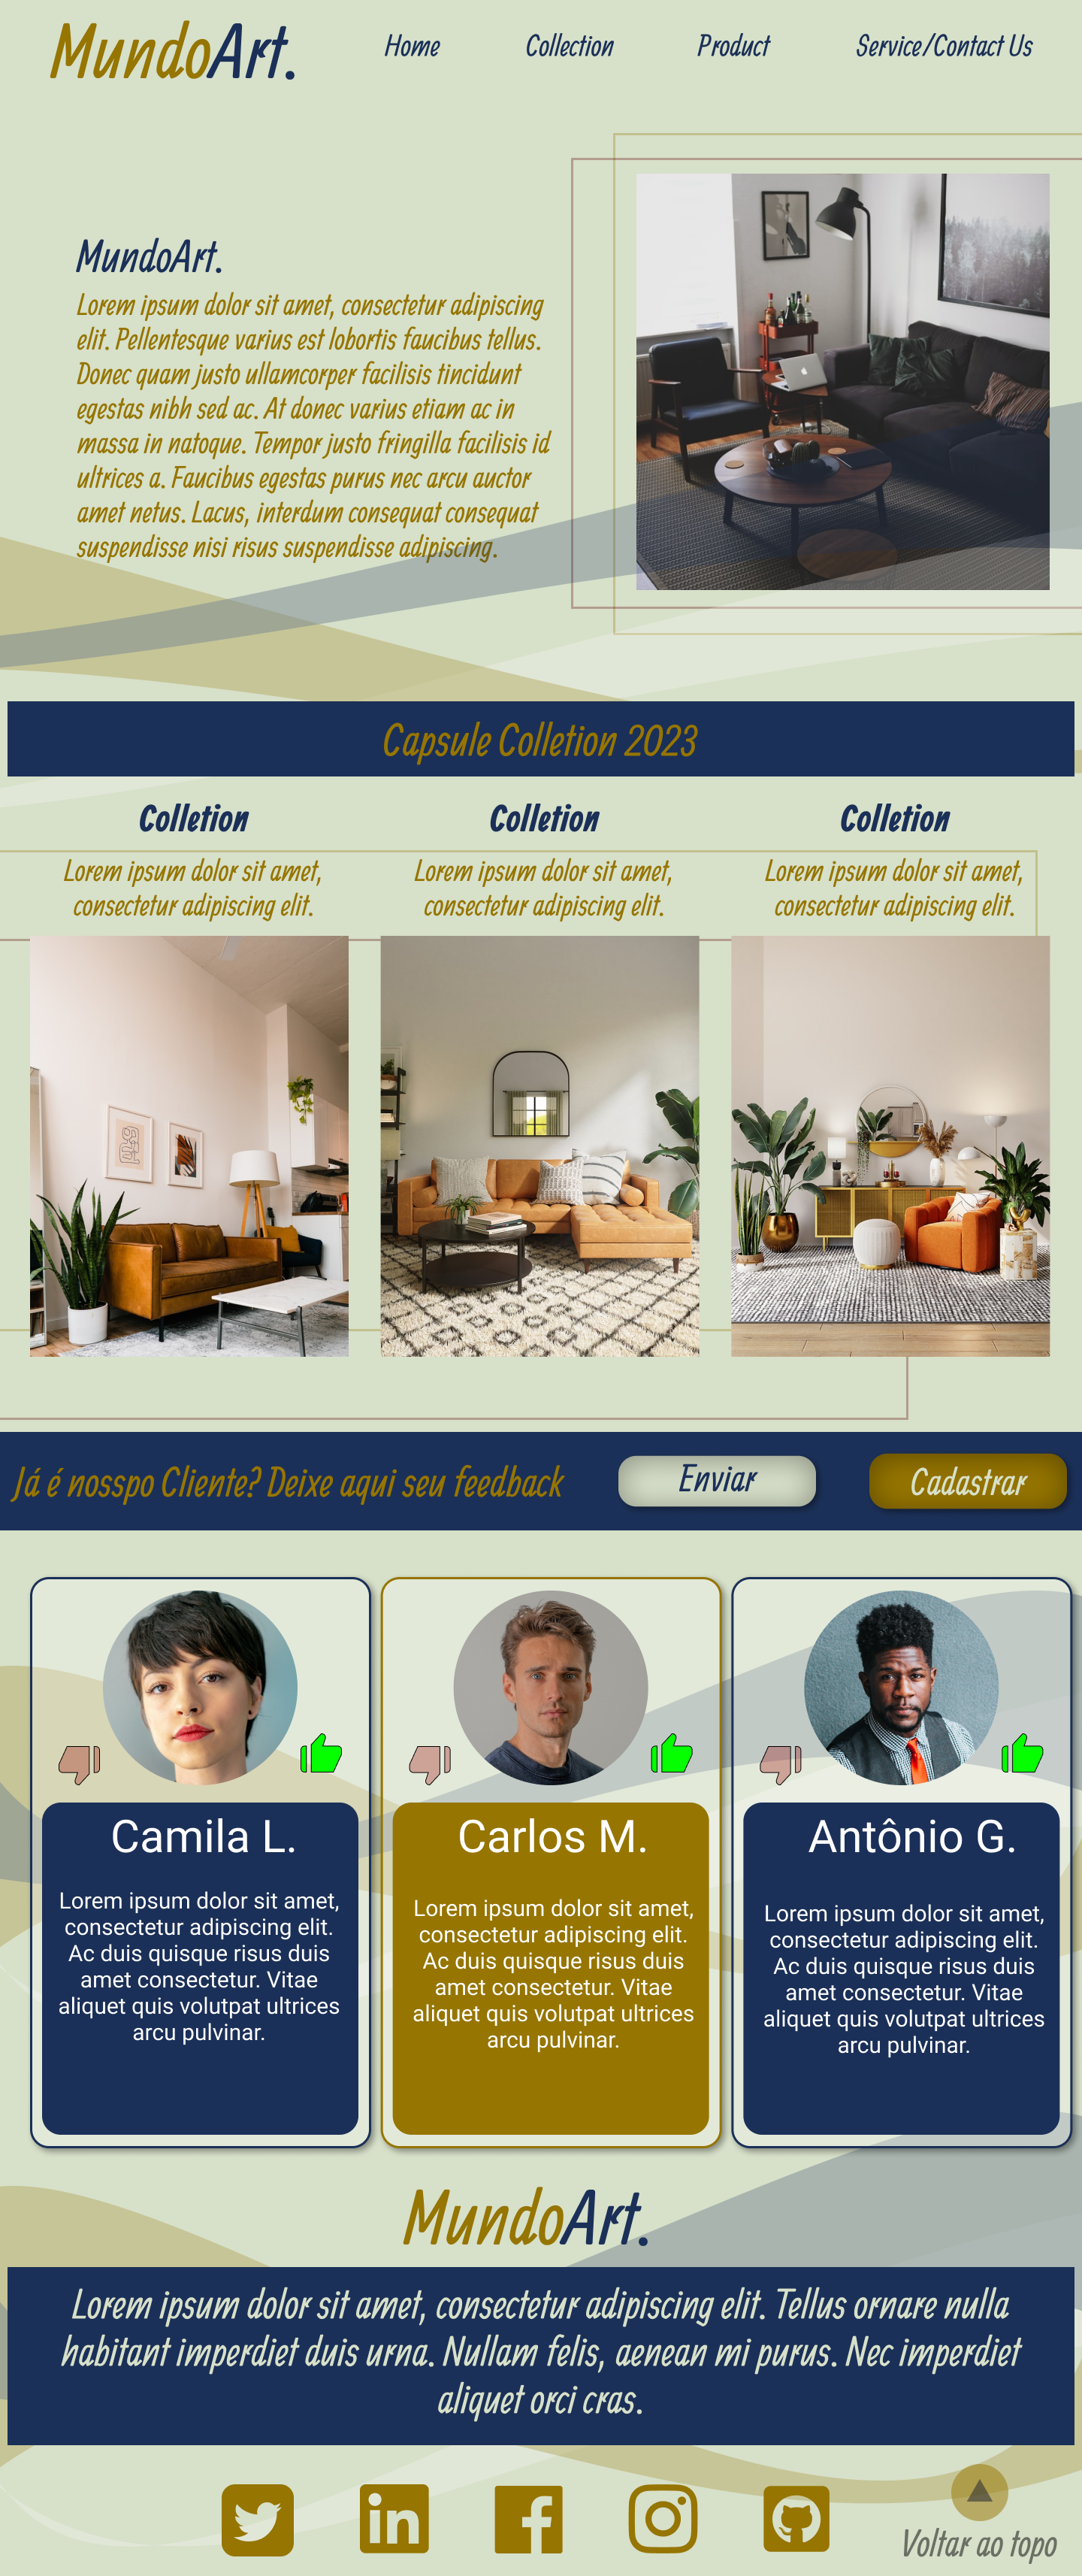 MundoArt.
Home
Collection
Product
Service/Contact Us
MundoArt.
Lorem ipsum dolor sit amet, consectetur adipiscing
elit. Pellentesque varius est lobortis faucibus tellus.
Donec quam justo ullamcorper facilisis tincidunt
egestas nibh sed ac. At donec varius etiam ac in
massa in natoque. Tempor justo fringilla facilisis id
ultrices a. Faucibus egestas purus nec arcu auctor
amet netus. Lacus, interdum consequat consequat
suspendisse nisi risus suspendisse adipiscing.
Capsule Colletion 2023
Colletion
Lorem ipsum dolor sit amet,
consectetur adipiscing elit.
Colletion
Lorem ipsum dolor sit amet,
consectetur adipiscing elit.
Colletion
Lorem ipsum dolor sit amet,
consectetur adipiscing elit.
Já é nosspo Cliente? Deixe aqui seu feedback
Enviar
Cadastrar
Camila L.
Lorem ipsum dolor sit amet,
consectetur adipiscing elit.
Ac duis quisque risus duis
amet consectetur. Vitae
aliquet quis volutpat ultrices
arcu pulvinar.
Carlos M.
Lorem ipsum dolor sit amet,
consectetur adipiscing elit.
Ac duis quisque risus duis
amet consectetur. Vitae
aliquet quis volutpat ultrices
arcu pulvinar.
Antônio G.
Lorem ipsum dolor sit amet,
consectetur adipiscing elit.
Ac duis quisque risus duis
amet consectetur. Vitae
aliquet quis volutpat ultrices
arcu pulvinar.
MundoArt.
Lorem ipsum dolor sit amet, consectetur adipiscing elit. Tellus ornare nulla
habitant imperdiet duis urna. Nullam felis, aenean mi purus. Nec imperdiet
aliquet orci cras.
in
Voltar ao topo